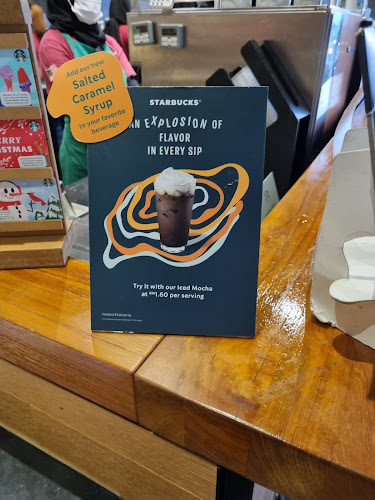 Add our new
Salted
Caramel
Syrup
to your favorite
beverage
STARBUCKS®
AN EXPLOSION OF
FLAVOR
IN EVERY SIP
Try it with our Iced Mocha
at RM1.60 per serving
MERRY
CHRISTMAS